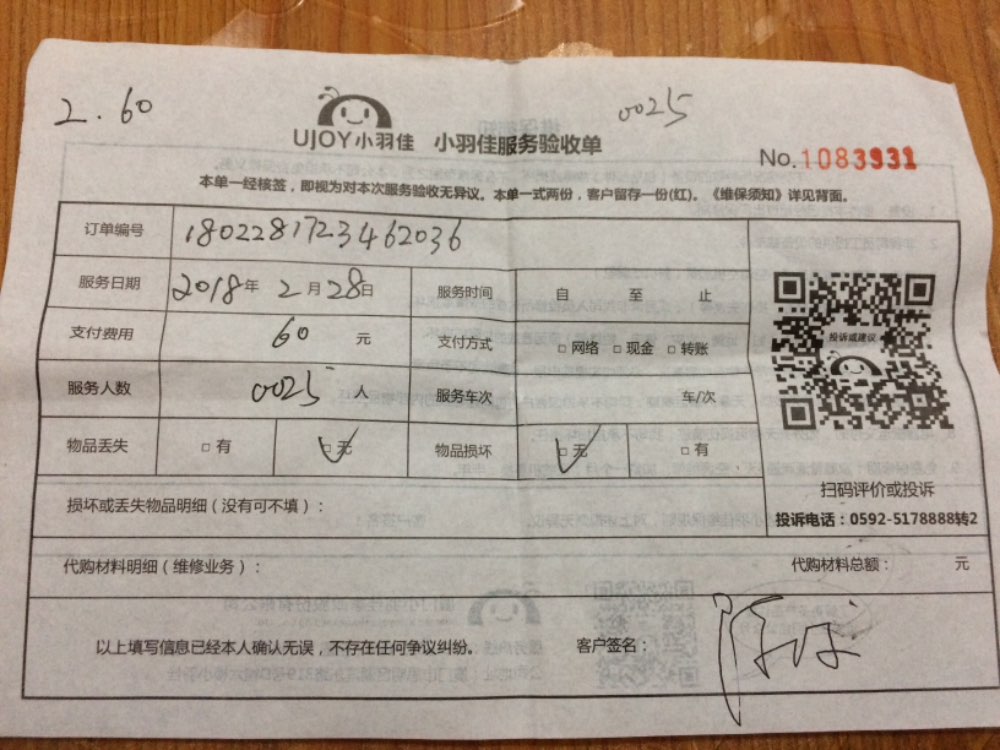 2.60
0025
UJOY小羽佳 小羽佳服务验收单
No.1083931
本单一经核签，即视为对本次服务验收无异议。本单一式两份，客户留存一份(红)。《维保须知》详见背面。
订单编号 1802281723462036
服务日期 2018年 2月28日 服务时间 自 至 止
支付费用 60 元 支付方式 □网络 □现金 □转账
投诉或建议
服务人数 0025 人 服务车次 车/次
物品丢失 □有 □无 物品损坏 □无 □有
扫码评价或投诉
损坏或丢失物品明细（没有可不填）：
投诉电话：0592-5178888转2
代购材料明细（维修业务）： 代购材料总额： 元
以上填写信息已经本人确认无误，不存在任何争议纠纷。 客户签名：